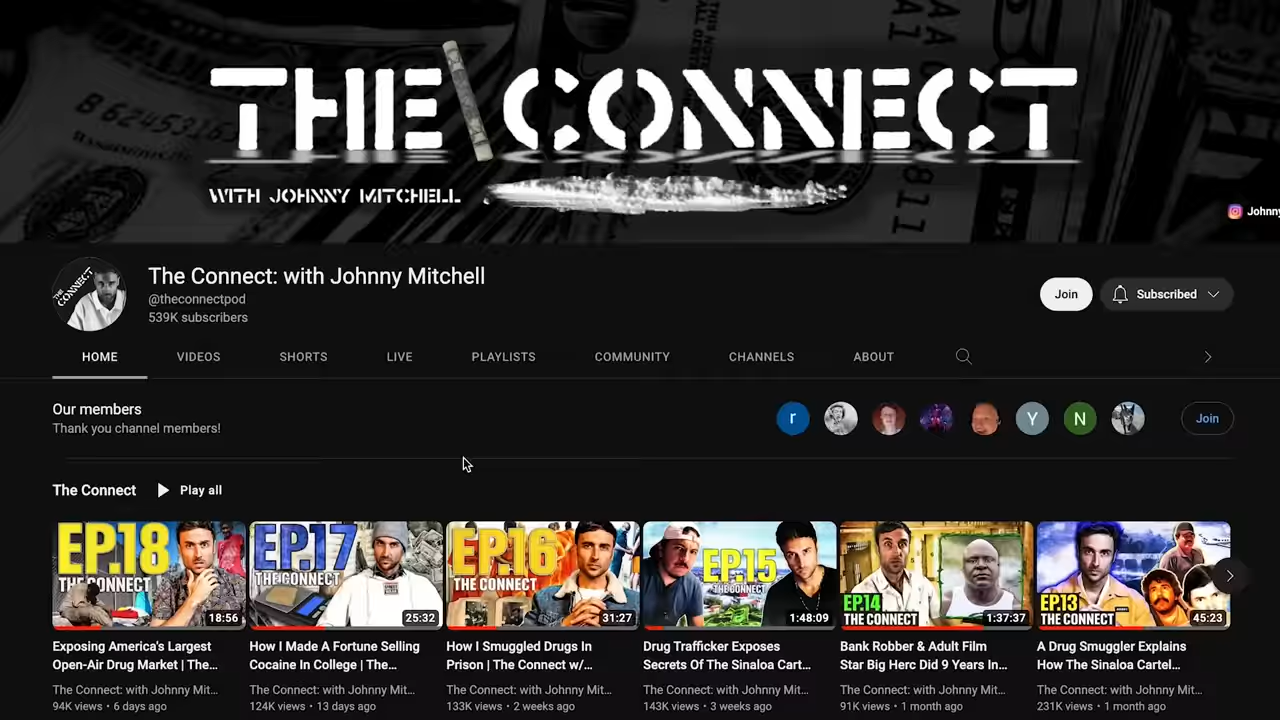 THE CONNECT
WITH JOHNNY MITCHELL
Johnny
The Connect: with Johnny Mitchell
@theconnectpod
539K subscribers
Join
Subscribed
HOME VIDEOS SHORTS LIVE PLAYLISTS COMMUNITY CHANNELS ABOUT
Our members
Thank you channel members!
r
Y
N
Join
The Connect
Play all
EP.18
THE CONNECT
18:56
EP.17
THE CONNECT
25:32
EP.16
THE CONNECT
31:27
EP.15
THE CONNECT
1:48:09
EP.14
THE CONNECT
1:37:37
EP.13
THE CONNECT
45:23
Exposing America's Largest
Open-Air Drug Market | The...
The Connect: with Johnny Mit...
94K views • 6 days ago
How I Made A Fortune Selling
Cocaine In College | The...
The Connect: with Johnny Mit...
124K views • 13 days ago
How I Smuggled Drugs In
Prison | The Connect w/...
The Connect: with Johnny Mit...
133K views • 2 weeks ago
Drug Trafficker Exposes
Secrets Of The Sinaloa Cart...
The Connect: with Johnny Mit...
143K views • 3 weeks ago
Bank Robber & Adult Film
Star Big Herc Did 9 Years In...
The Connect: with Johnny Mit...
91K views • 1 month ago
A Drug Smuggler Explains
How The Sinaloa Cartel...
The Connect: with Johnny Mit...
231K views • 1 month ago